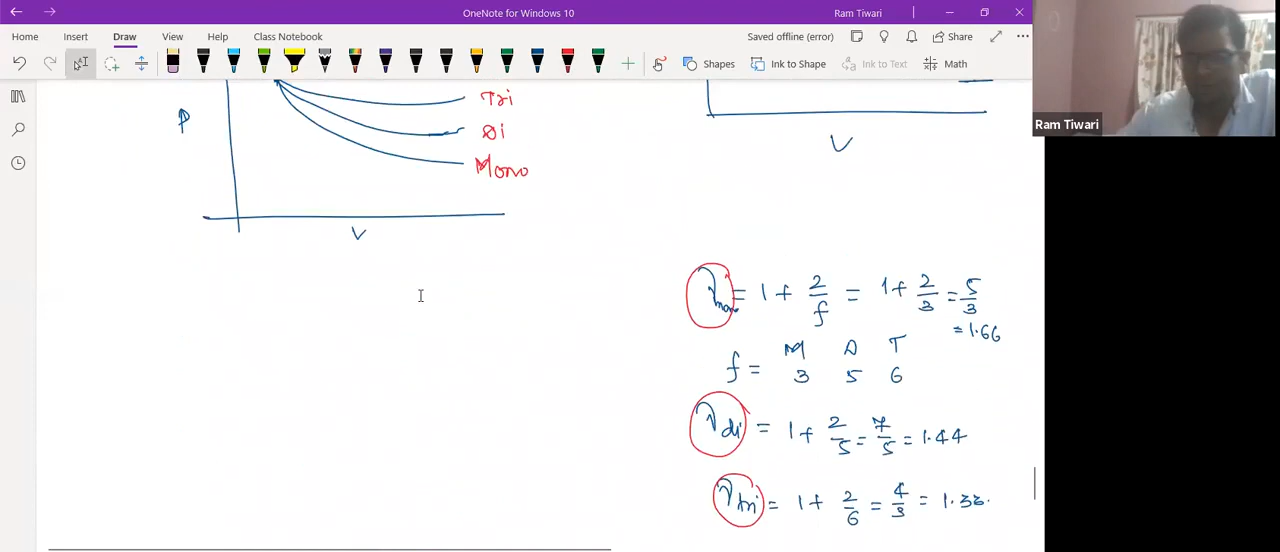 OneNote for Windows 10
Ram Tiwari
Home Insert Draw View Help Class Notebook
Saved offline (error)
Share
Shapes
Ink to Shape
Ink to Text
Math
Ram Tiwari
P
Tri
Di
Mono
V
V
γmono = 1 + 2/f = 1 + 2/3 = 5/3
= 1.66
M D T
f = 3 5 6
γdi = 1 + 2/5 = 7/5 = 1.44
γtri = 1 + 2/6 = 4/3 = 1.33.